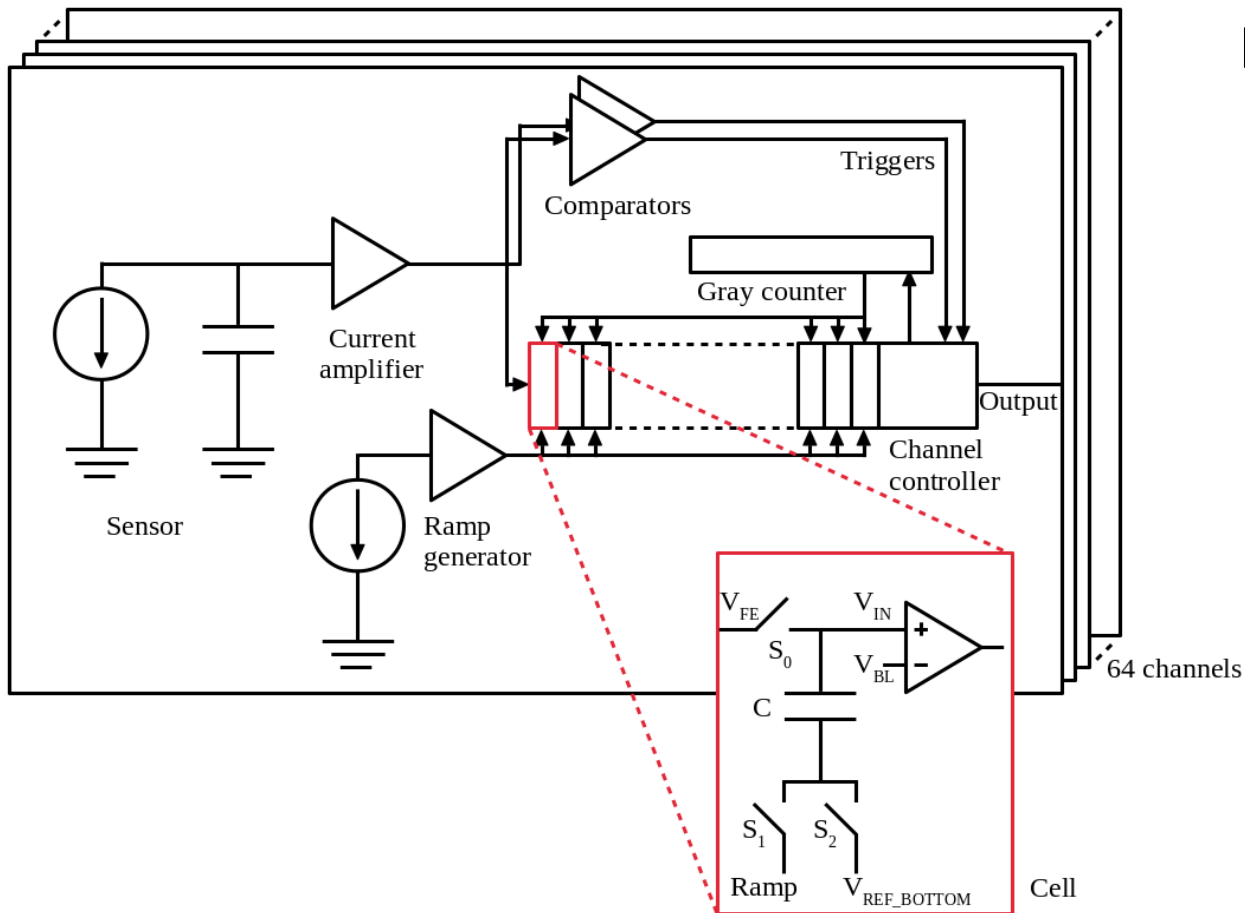 Triggers
Comparators
Gray counter
Current
amplifier
Output
Channel
controller
Sensor
Ramp
generator
V_FE
V_IN
S_0
V_BL
64 channels
C
S_1
S_2
Ramp
V_REF_BOTTOM
Cell
+
−